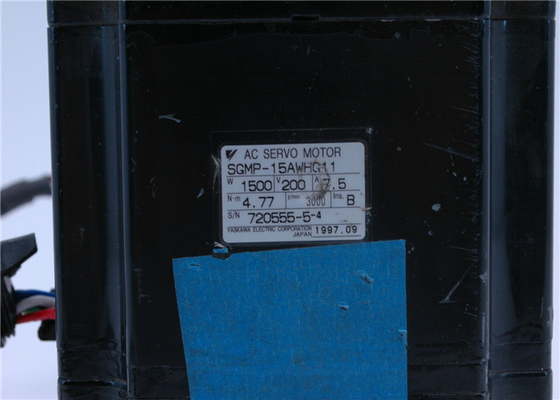 AC SERVO MOTOR
SGMP-15AWHG11
W 1500 V 200 A 7.5
N·m 4.77 r/min 3000 Ins. B
S/N 720555-5-4
YASKAWA ELECTRIC CORPORATION
JAPAN 1997.09